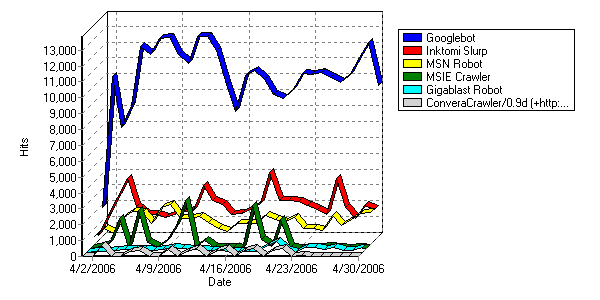 13,000
12,000
11,000
10,000
9,000
8,000
7,000
6,000
5,000
4,000
3,000
2,000
1,000
0
Hits
4/2/2006 4/9/2006 4/16/2006 4/23/2006 4/30/2006
Date
Googlebot
Inktomi Slurp
MSN Robot
MSIE Crawler
Gigablast Robot
ConveraCrawler/0.9d (+http:...